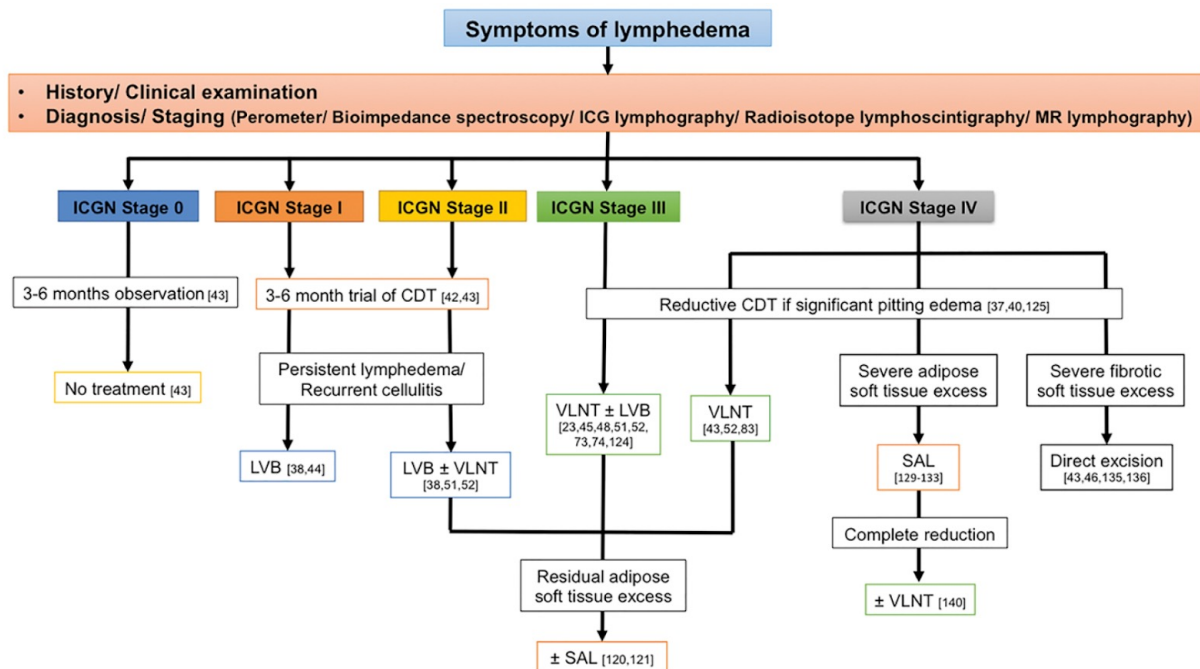 Symptoms of lymphedema
• History/ Clinical examination
• Diagnosis/ Staging (Perometer/ Bioimpedance spectroscopy/ ICG lymphography/ Radioisotope lymphoscintigraphy/ MR lymphography)
ICGN Stage 0
ICGN Stage I
ICGN Stage II
ICGN Stage III
ICGN Stage IV
3-6 months observation [43]
3-6 month trial of CDT [42,43]
Reductive CDT if significant pitting edema [37,40,125]
No treatment [43]
Persistent lymphedema/
Recurrent cellulitis
VLNT ± LVB
[23,45,48,51,52,
73,74,124]
VLNT
[43,52,83]
Severe adipose
soft tissue excess
Severe fibrotic
soft tissue excess
LVB [38,44]
LVB ± VLNT
[38,51,52]
SAL
[129-133]
Direct excision
[43,46,135,136]
Complete reduction
Residual adipose
soft tissue excess
± VLNT [140]
± SAL [120,121]